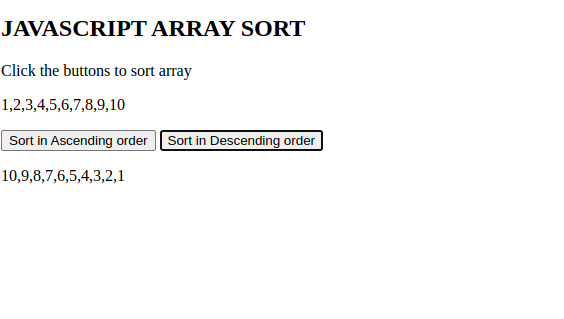 JAVASCRIPT ARRAY SORT
Click the buttons to sort array
1,2,3,4,5,6,7,8,9,10
Sort in Ascending order Sort in Descending order
10,9,8,7,6,5,4,3,2,1